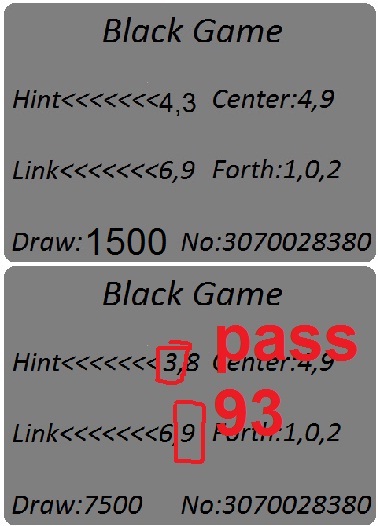 Black Game
Hint<<<<<<<4,3 Center:4,9
Link<<<<<<<6,9 Forth:1,0,2
Draw:1500 No:3070028380
Black Game
pass
Hint<<<<<<<3,8 Center:4,9
93
Link<<<<<<<6,9 Forth:1,0,2
Draw:7500 No:3070028380